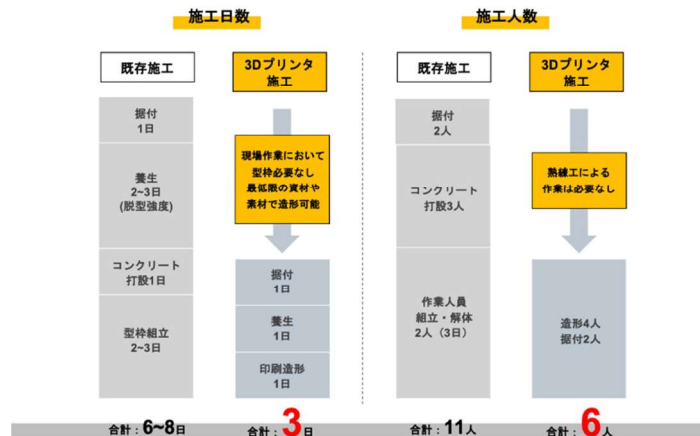 施工日数
既存施工
3Dプリンタ
施工
据付
1日
養生
2~3日
(脱型強度)
コンクリート
打設1日
型枠組立
2~3日
合計：6~8日
現場作業において
型枠必要なし
最低限の資材や
素材で造形可能
据付
1日
養生
1日
印刷造形
1日
合計：3日
施工人数
既存施工
3Dプリンタ
施工
据付
2人
コンクリート
打設3人
作業人員
組立・解体
2人（3日）
合計：11人
熟練工による
作業は必要なし
造形4人
据付2人
合計：6人